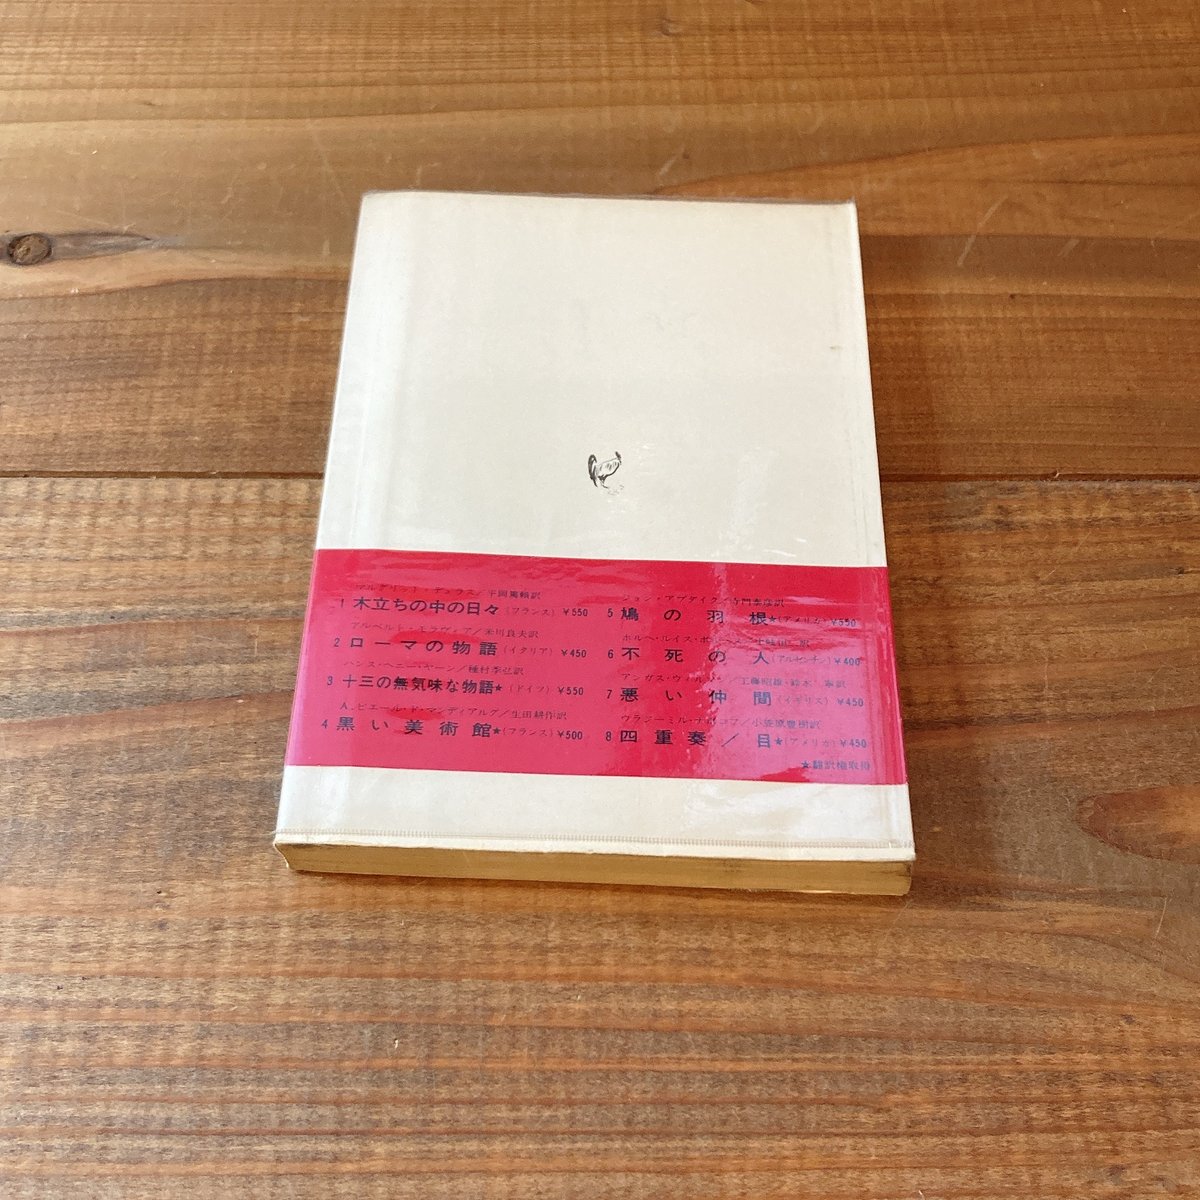 マルグリット・デュラス／平岡篤頼訳
1 木立ちの中の日々（フランス）￥550
アルベルト・モラヴィア／米川良夫訳
2 ローマの物語（イタリア）￥450
ハンス・ヘニー・ヤーン／種村季弘訳
3 十三の無気味な物語★（ドイツ）￥550
A．ピエール・ド・マンディアルグ／生田耕作訳
4 黒い美術館★（フランス）￥500
ジョン・アプダイク／寺門泰彦訳
5 鳩の羽根★（アメリカ）￥550
ホルヘ・ルイス・ボルヘス／訳
6 不死の人（アルゼンチン）￥400
アンガス・ウィルソン／工藤昭雄・鈴木寧訳
7 悪い仲間（イギリス）￥450
ウラジーミル・ナボコフ／小笠原豊樹訳
8 四重奏／目★（アメリカ）￥450
★翻訳権取得